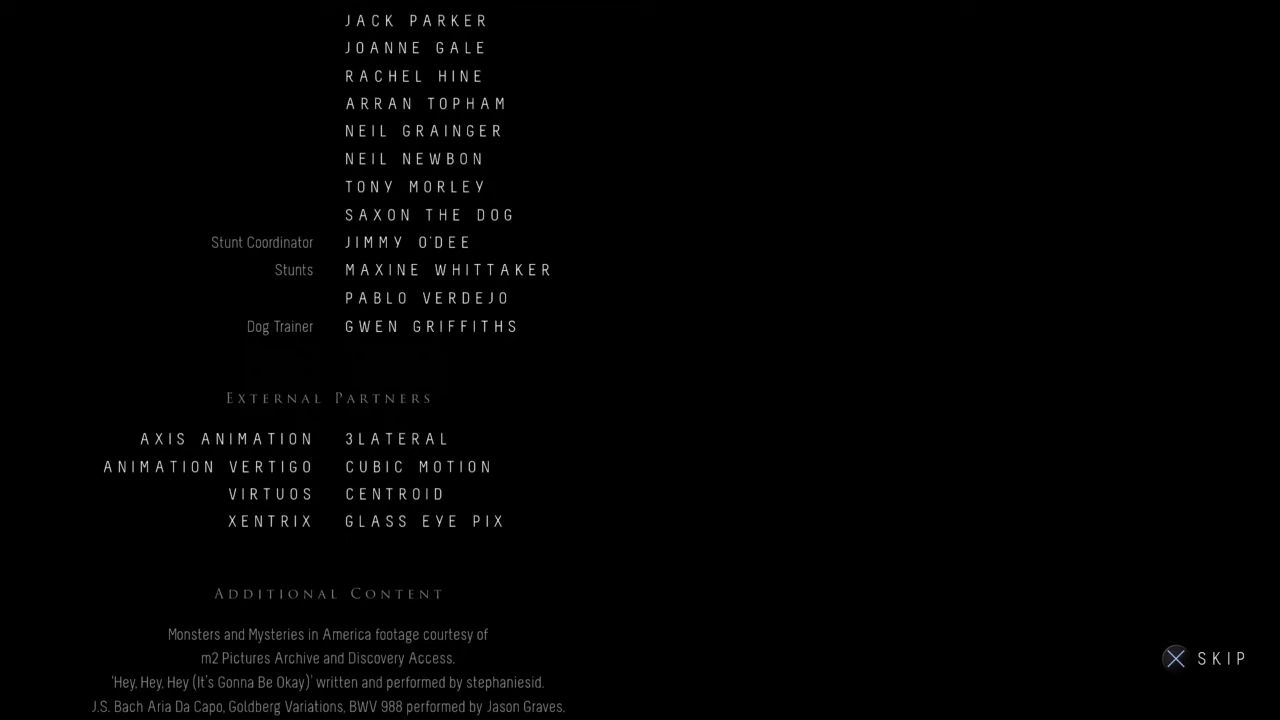 JACK PARKER
JOANNE GALE
RACHEL HINE
ARRAN TOPHAM
NEIL GRAINGER
NEIL NEWBON
TONY MORLEY
SAXON THE DOG
Stunt Coordinator JIMMY O'DEE
Stunts MAXINE WHITTAKER
PABLO VERDEJO
Dog Trainer GWEN GRIFFITHS
EXTERNAL PARTNERS
AXIS ANIMATION 3LATERAL
ANIMATION VERTIGO CUBIC MOTION
VIRTUOS CENTROID
XENTRIX GLASS EYE PIX
ADDITIONAL CONTENT
Monsters and Mysteries in America footage courtesy of
m2 Pictures Archive and Discovery Access.
'Hey, Hey, Hey (It's Gonna Be Okay)' written and performed by stephaniesid.
J.S. Bach Aria Da Capo, Goldberg Variations, BWV 988 performed by Jason Graves.
SKIP